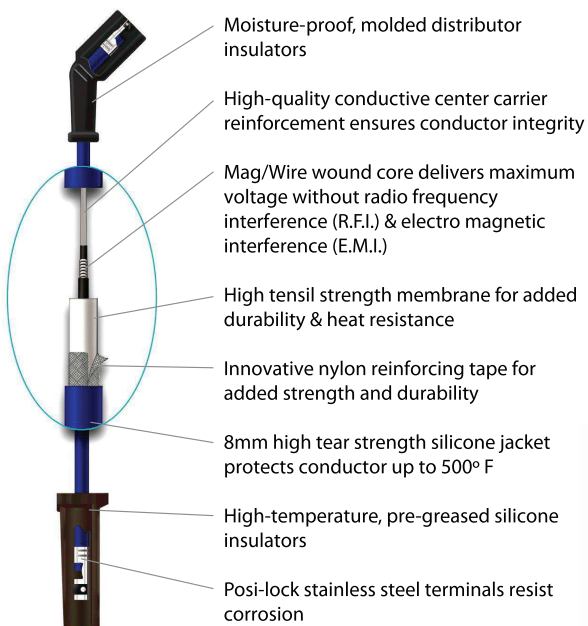 Moisture-proof, molded distributor
insulators
High-quality conductive center carrier
reinforcement ensures conductor integrity
Mag/Wire wound core delivers maximum
voltage without radio frequency
interference (R.F.I.) & electro magnetic
interference (E.M.I.)
High tensil strength membrane for added
durability & heat resistance
Innovative nylon reinforcing tape for
added strength and durability
8mm high tear strength silicone jacket
protects conductor up to 500º F
High-temperature, pre-greased silicone
insulators
Posi-lock stainless steel terminals resist
corrosion